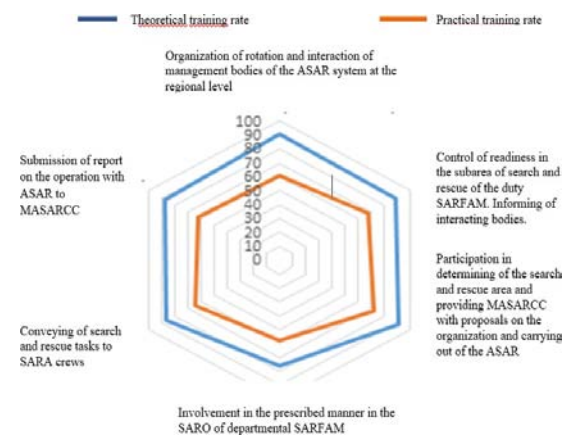 Theoretical training rate
Practical training rate
Organization of rotation and interaction of
management bodies of the ASAR system at the
regional level
100
90
80
70
60
50
40
30
20
10
0
Submission of report
on the operation with
ASAR to
MASARCC
Control of readiness in
the subarea of search and
rescue of the duty
SARFAM. Informing of
interacting bodies.
Participation in
determining of the search
and rescue area and
providing MASARCC
with proposals on the
organization and carrying
out of the ASAR
Conveying of search
and rescue tasks to
SARA crews
Involvement in the prescribed manner in the
SARO of departmental SARFAM